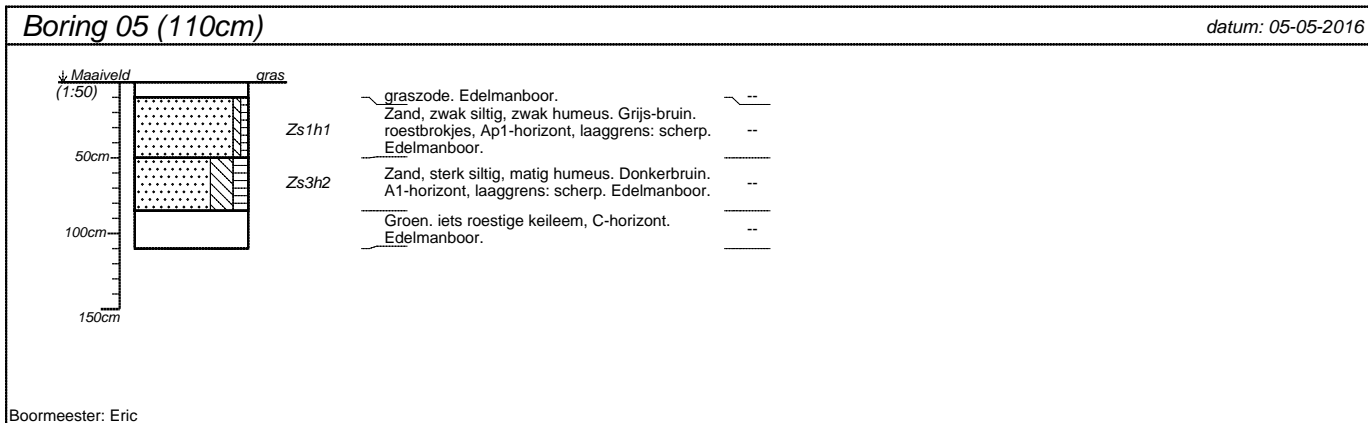 Boring 05 (110cm)
datum: 05-05-2016
Maaiveld
gras
(1:50)
graszode. Edelmanboor.
--
Zs1h1
Zand, zwak siltig, zwak humeus. Grijs-bruin.
roestbrokjes, Ap1-horizont, laaggrens: scherp.
Edelmanboor.
--
50cm
Zs3h2
Zand, sterk siltig, matig humeus. Donkerbruin.
A1-horizont, laaggrens: scherp. Edelmanboor.
--
Groen. iets roestige keileem, C-horizont.
Edelmanboor.
--
100cm
150cm
Boormeester: Eric